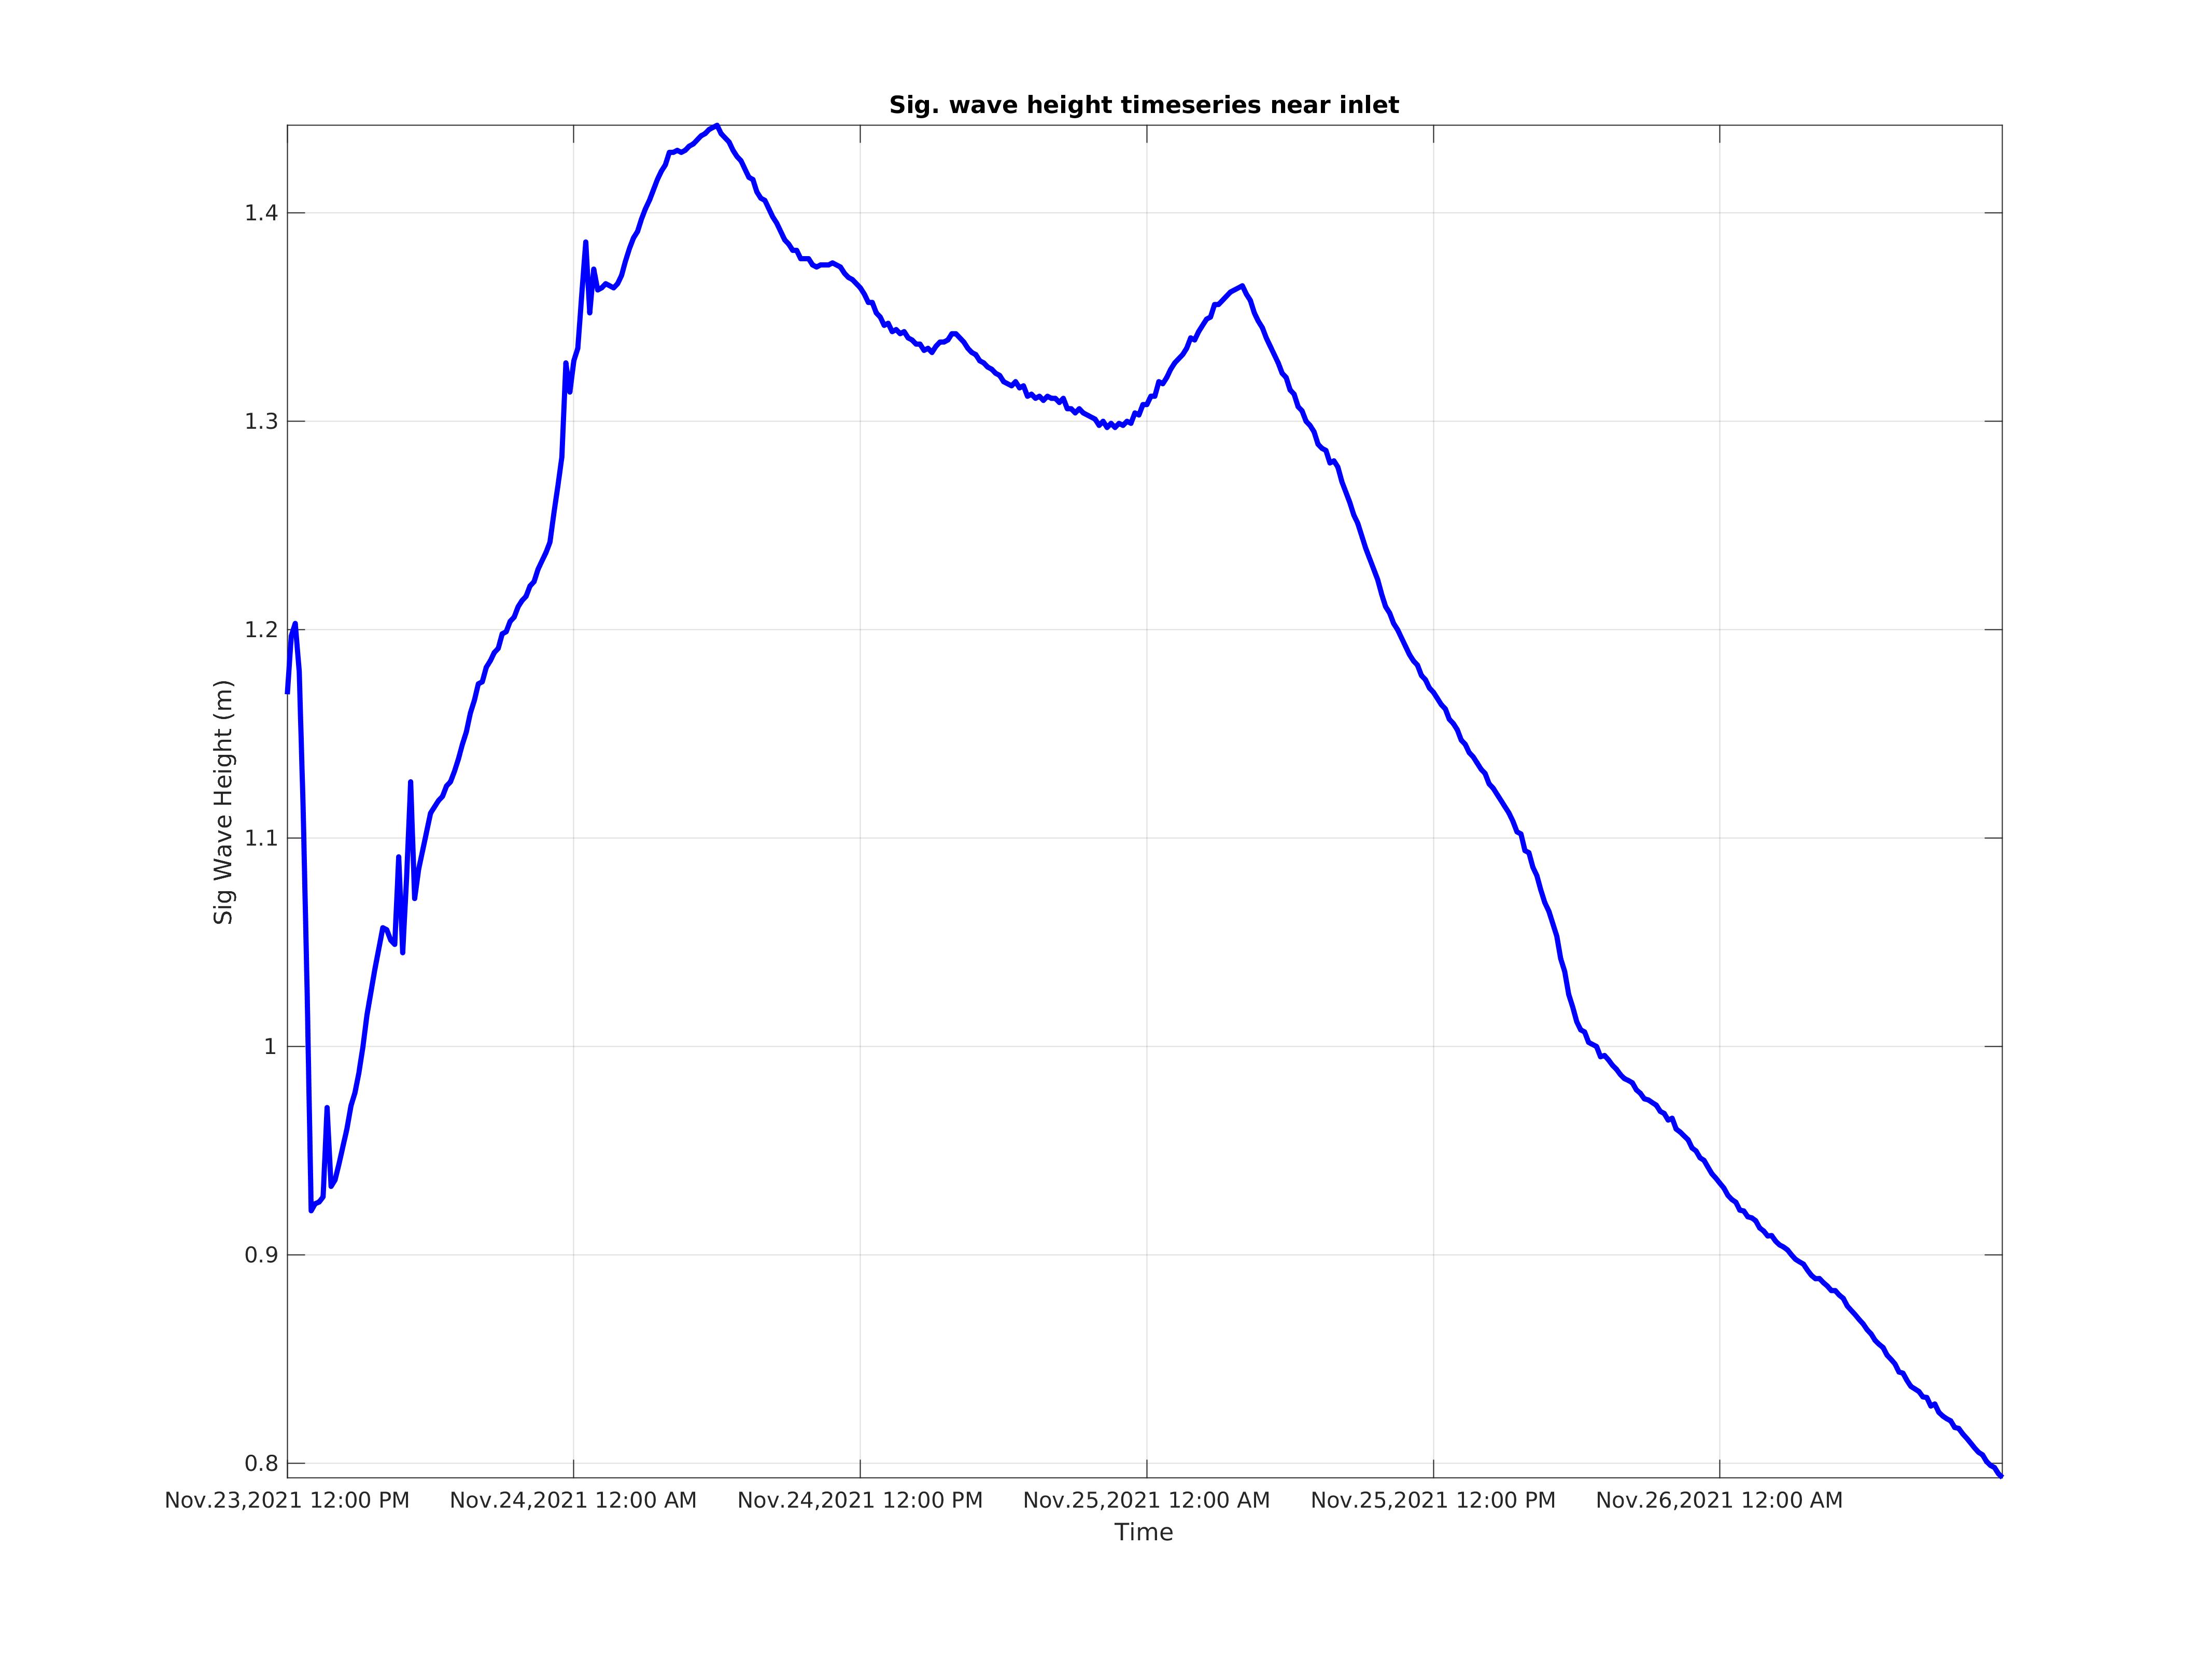 Sig. wave height timeseries near inlet
1.4
1.3
1.2
1.1
1
0.9
0.8
Sig Wave Height (m)
Nov.23,2021 12:00 PM Nov.24,2021 12:00 AM Nov.24,2021 12:00 PM Nov.25,2021 12:00 AM Nov.25,2021 12:00 PM Nov.26,2021 12:00 AM
Time